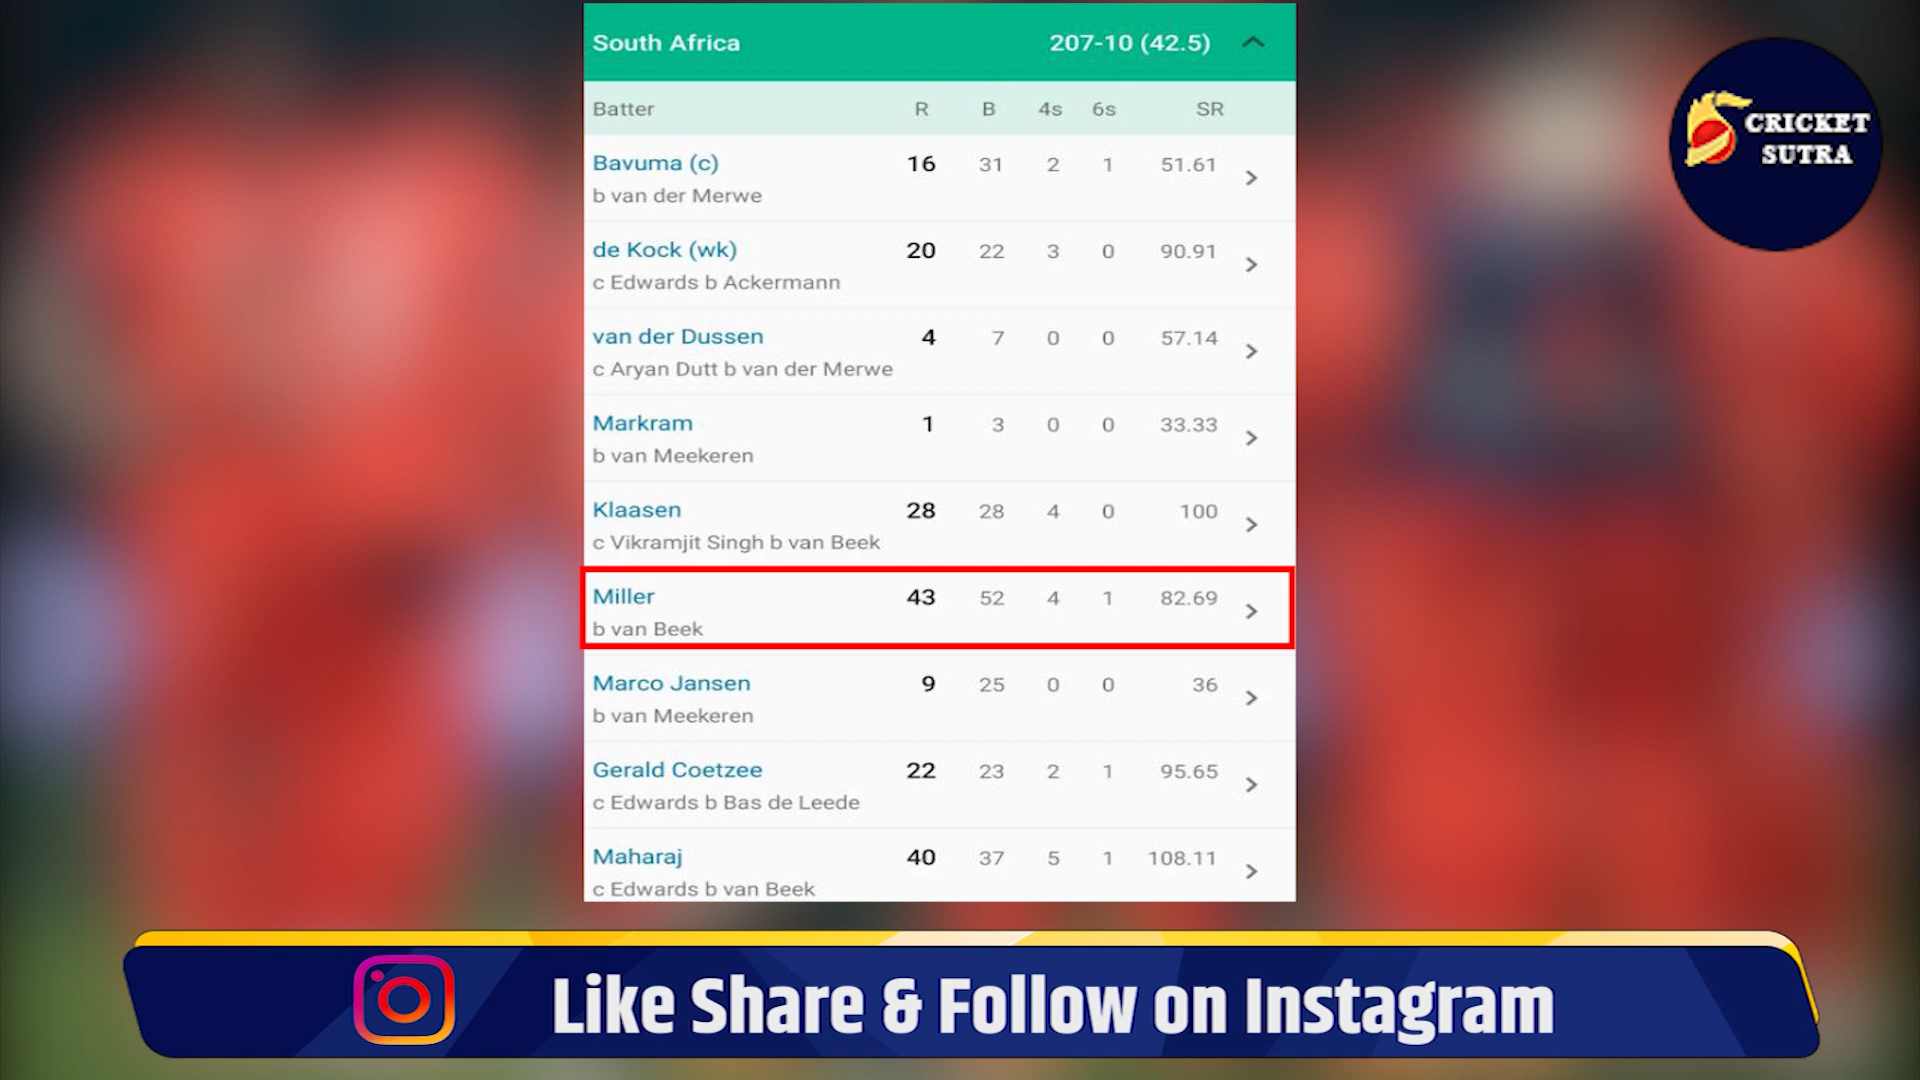 South Africa 207-10 (42.5)
Batter R B 4s 6s SR
Bavuma (c) 16 31 2 1 51.61
b van der Merwe
de Kock (wk) 20 22 3 0 90.91
c Edwards b Ackermann
van der Dussen 4 7 0 0 57.14
c Aryan Dutt b van der Merwe
Markram 1 3 0 0 33.33
b van Meekeren
Klaasen 28 28 4 0 100
c Vikramjit Singh b van Beek
Miller 43 52 4 1 82.69
b van Beek
Marco Jansen 9 25 0 0 36
b van Meekeren
Gerald Coetzee 22 23 2 1 95.65
c Edwards b Bas de Leede
Maharaj 40 37 5 1 108.11
c Edwards b van Beek
CRICKET
SUTRA
Like Share & Follow on Instagram